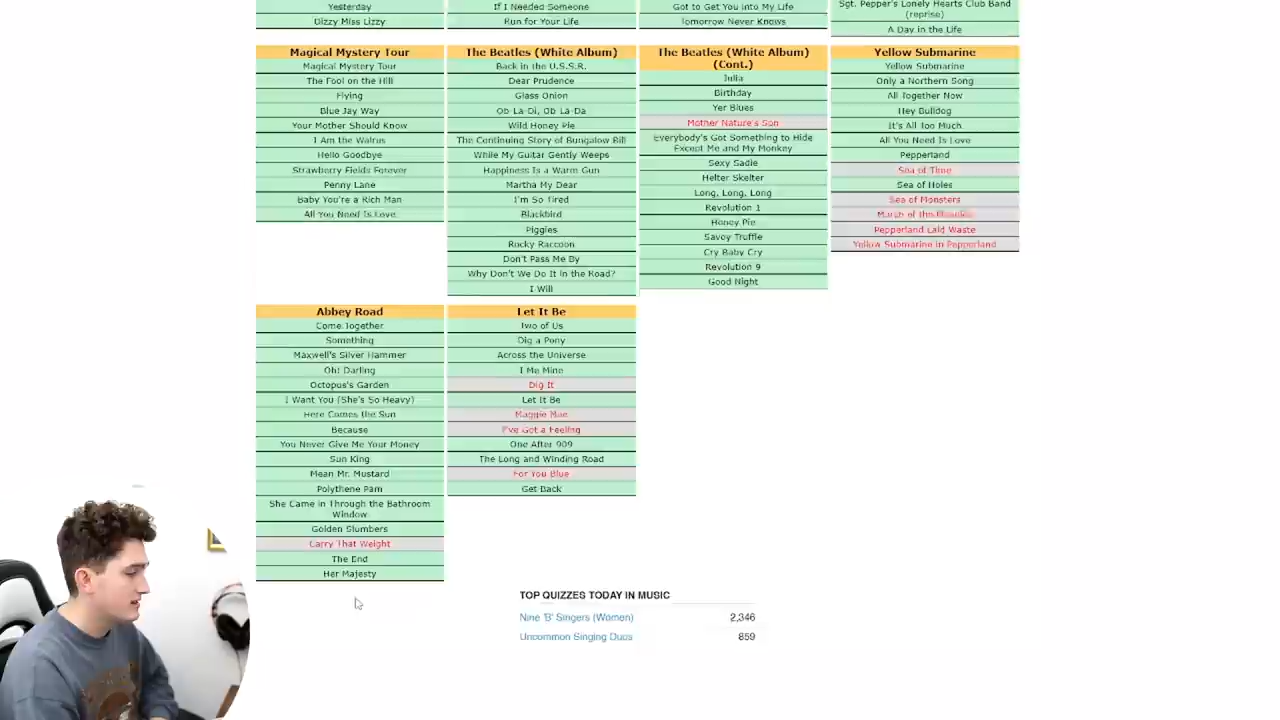 Yesterday
Dizzy Miss Lizzy
If I Needed Someone
Run for Your Life
Got to Get You into My Life
Tomorrow Never Knows
Sgt. Pepper's Lonely Hearts Club Band
(reprise)
A Day in the Life
Magical Mystery Tour
Magical Mystery Tour
The Fool on the Hill
Flying
Blue Jay Way
Your Mother Should Know
I Am the Walrus
Hello Goodbye
Strawberry Fields Forever
Penny Lane
Baby You're a Rich Man
All You Need Is Love
The Beatles (White Album)
Back in the U.S.S.R.
Dear Prudence
Glass Onion
Ob-La-Di, Ob-La-Da
Wild Honey Pie
The Continuing Story of Bungalow Bill
While My Guitar Gently Weeps
Happiness Is a Warm Gun
Martha My Dear
I'm So Tired
Blackbird
Piggies
Rocky Raccoon
Don't Pass Me By
Why Don't We Do It in the Road?
I Will
The Beatles (White Album)
(Cont.)
Julia
Birthday
Yer Blues
Mother Nature's Son
Everybody's Got Something to Hide
Except Me and My Monkey
Sexy Sadie
Helter Skelter
Long, Long, Long
Revolution 1
Honey Pie
Savoy Truffle
Cry Baby Cry
Revolution 9
Good Night
Yellow Submarine
Yellow Submarine
Only a Northern Song
All Together Now
Hey Bulldog
It's All Too Much
All You Need Is Love
Pepperland
Sea of Time
Sea of Holes
Sea of Monsters
March of the
Pepperland Laid Waste
Yellow Submarine in Pepperland
Abbey Road
Come Together
Something
Maxwell's Silver Hammer
Oh! Darling
Octopus's Garden
I Want You (She's So Heavy)
Here Comes the Sun
Because
You Never Give Me Your Money
Sun King
Mean Mr. Mustard
Polythene Pam
She Came in Through the Bathroom
Window
Golden Slumbers
Carry That Weight
The End
Her Majesty
Let It Be
Two of Us
Dig a Pony
Across the Universe
I Me Mine
Dig It
Let It Be
Maggie Mae
I've Got a Feeling
One After 909
The Long and Winding Road
For You Blue
Get Back
TOP QUIZZES TODAY IN MUSIC
Nine 'B' Singers (Women) 2,346
Uncommon Singing Duos 859